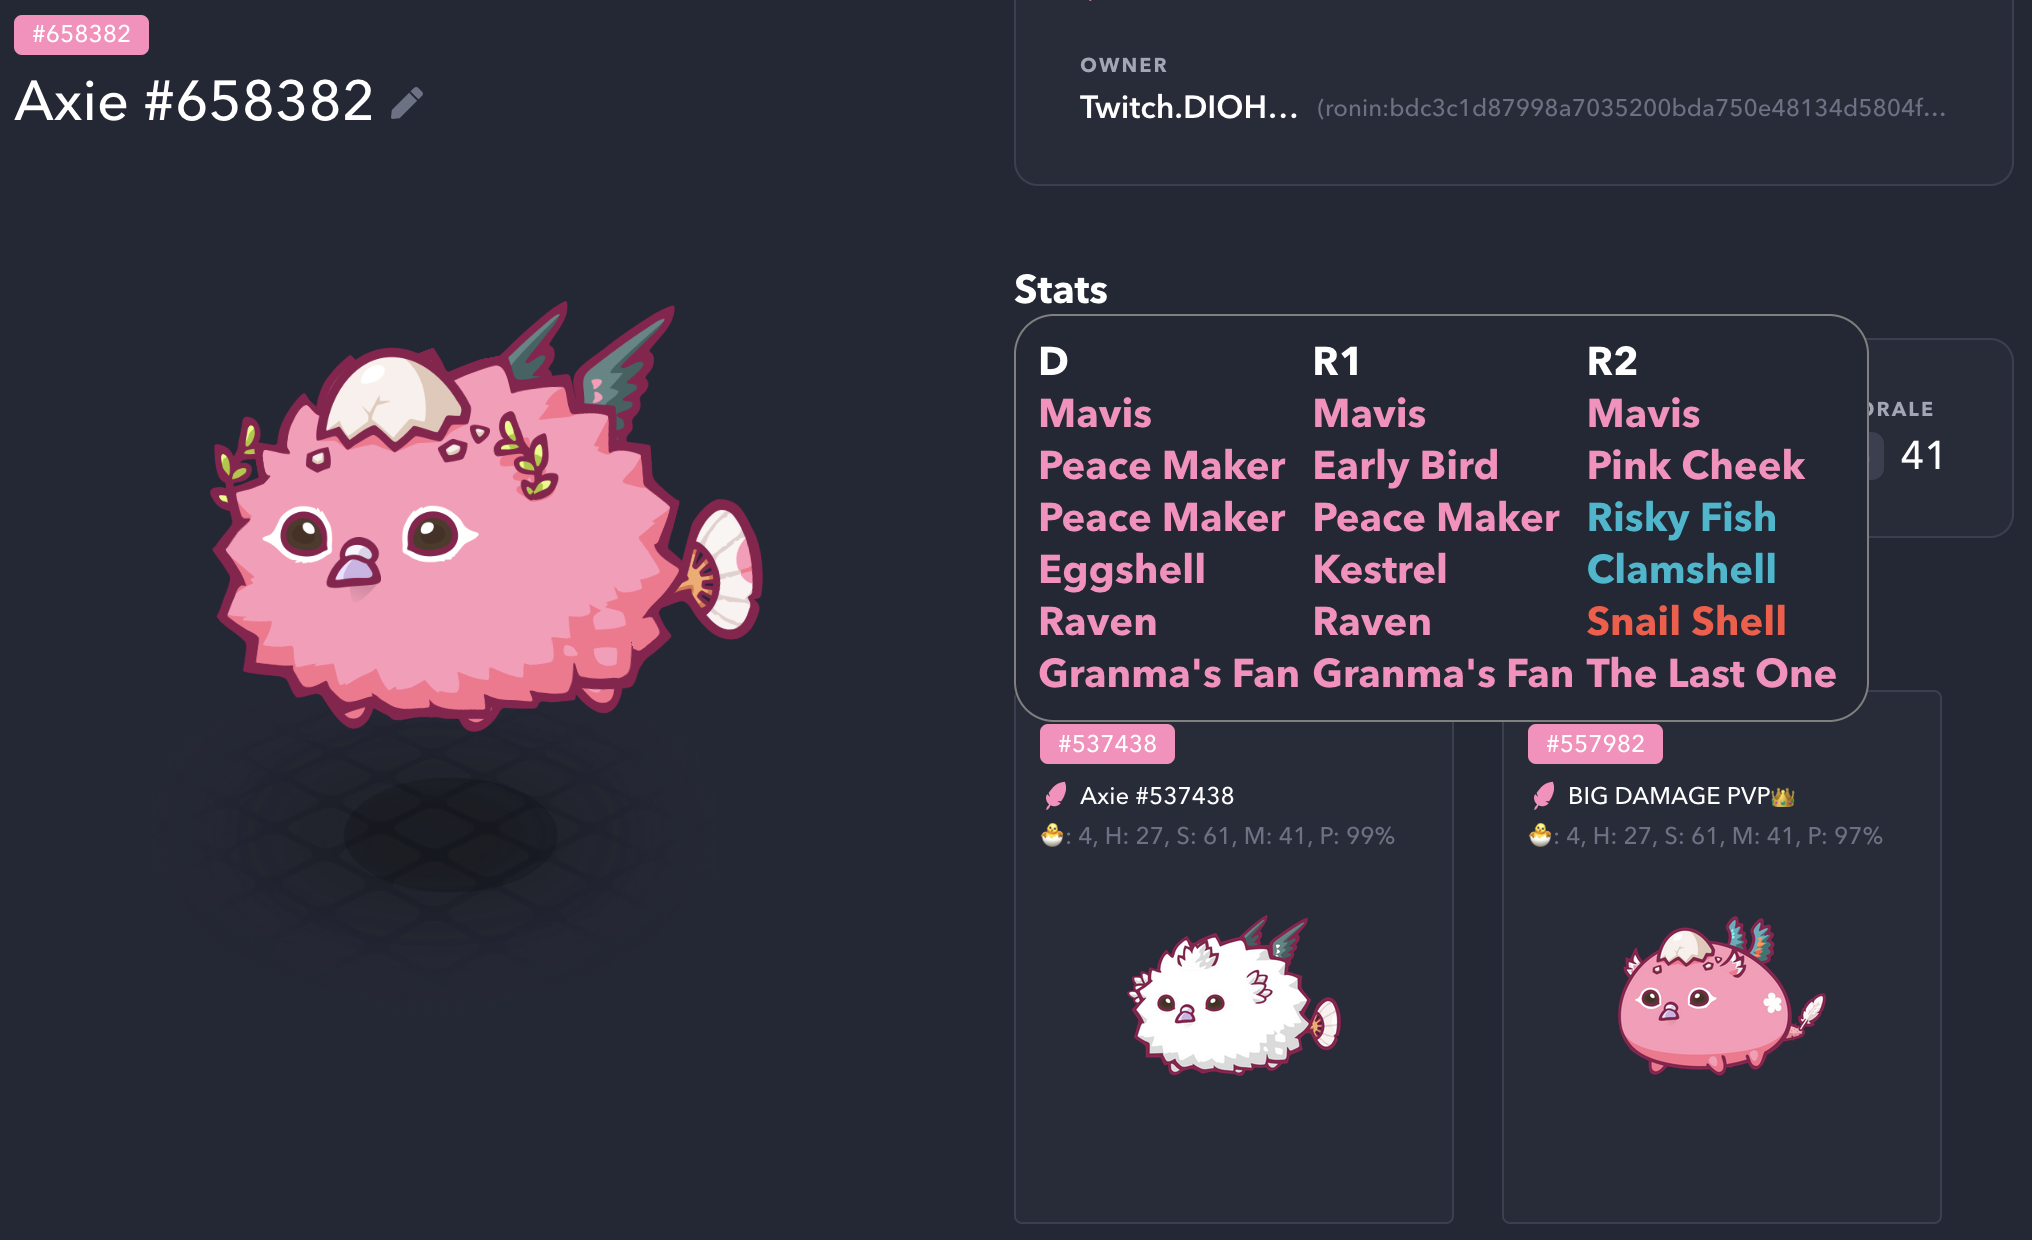 #658382
Axie #658382
OWNER
Twitch.DIOH... (ronin:bdc3c1d87998a7035200bda750e48134d5804f...
Stats
D R1 R2
Mavis Mavis Mavis
Peace Maker Early Bird Pink Cheek
Peace Maker Peace Maker Risky Fish
Eggshell Kestrel Clamshell
Raven Raven Snail Shell
Granma's Fan Granma's Fan The Last One
ORALE
41
#537438
Axie #537438
: 4, H: 27, S: 61, M: 41, P: 99%
#557982
BIG DAMAGE PVP👑
: 4, H: 27, S: 61, M: 41, P: 97%